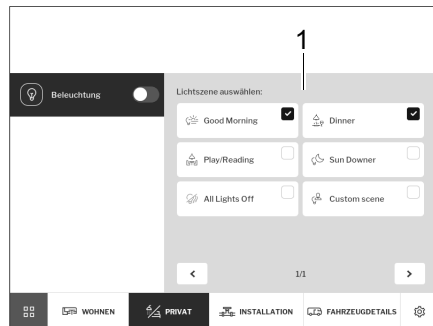 1
Beleuchtung
Lichtszene auswählen:
Good Morning
Dinner
Play/Reading
Sun Downer
All Lights Off
Custom scene
1/1
WOHNEN
PRIVAT
INSTALLATION
FAHRZEUGDETAILS